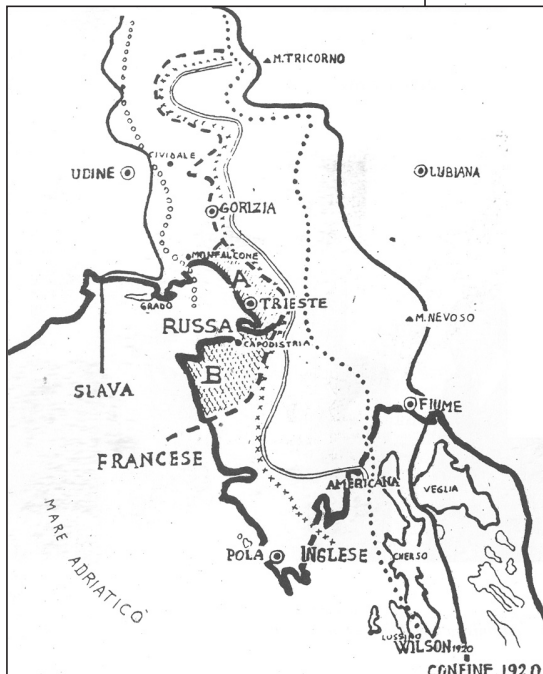 M. TRICORNO
CIVIDALE
UDINE
LUBIANA
GORIZIA
MONFALCONE
A
TRIESTE
GRADO
RUSSA
M. NEVOSO
CAPODISTRIA
B
SLAVA
FIUME
FRANCESE
AMERICANA
VEGLIA
MARE ADRIATICO
POLA
INGLESE
CHERSO
LUSSINO
WILSON 1920
CONFINE 1920